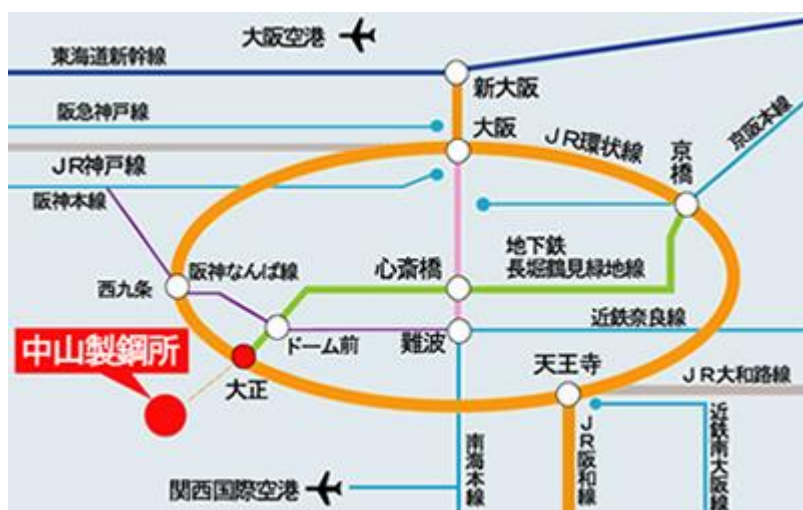 大阪空港
東海道新幹線
新大阪
阪急神戸線
大阪
JR環状線
京阪本線
京橋
JR神戸線
阪神本線
地下鉄
長堀鶴見緑地線
心斎橋
阪神なんば線
西九条
近鉄奈良線
ドーム前
難波
中山製鋼所
大正
天王寺
JR大和路線
南海本線
JR阪和線
近鉄南大阪線
関西国際空港